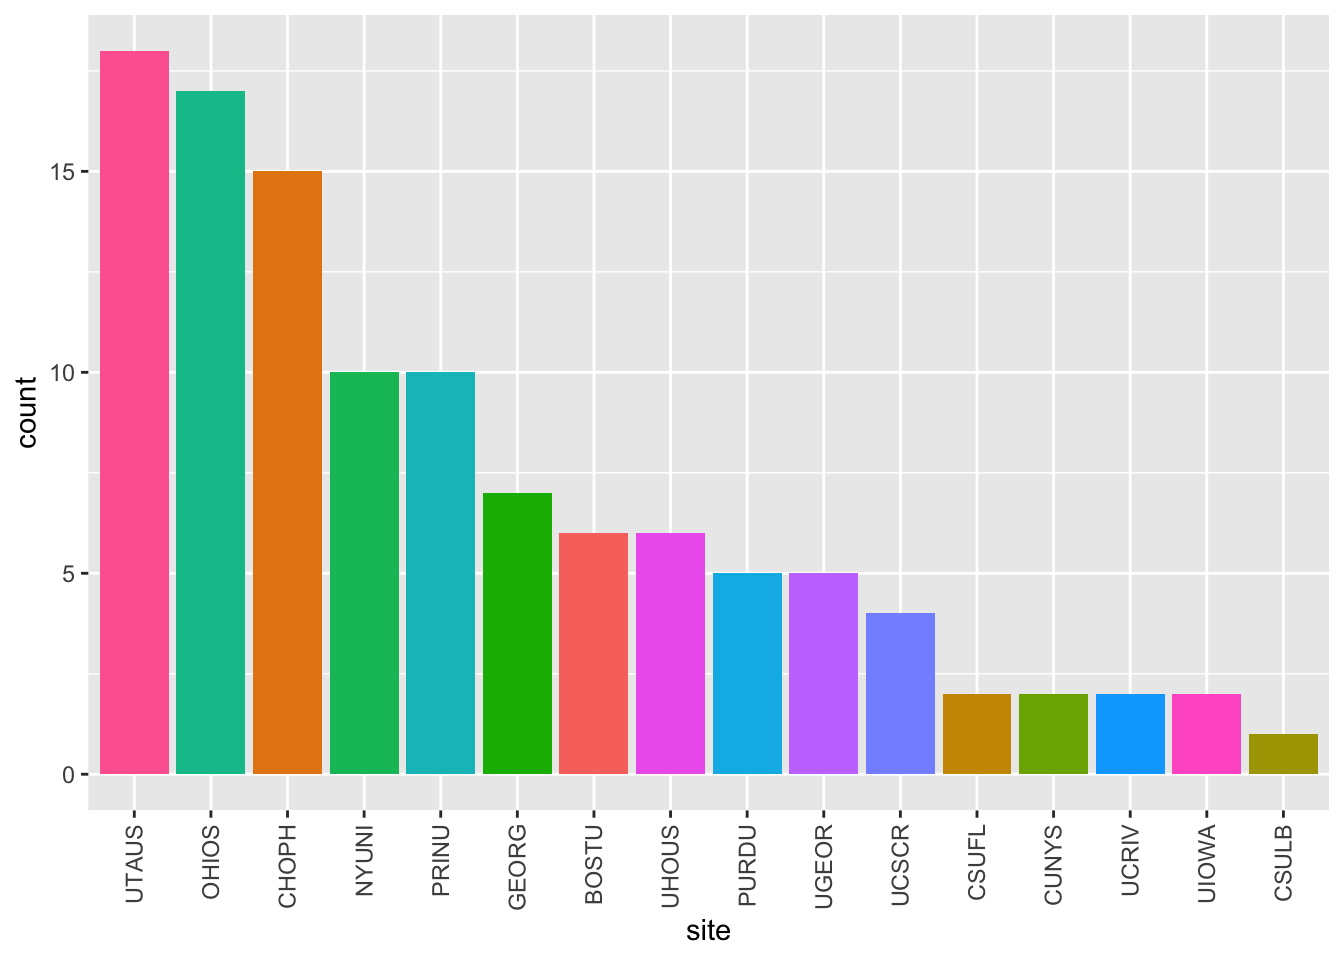 count
15
10
5
0
UTAUS
OHIOS
CHOPH
NYUNI
PRINU
GEORG
BOSTU
UHOUS
PURDU
UGEOR
UCSCR
CSUFL
CUNYS
UCRIV
UIOWA
CSULB
site